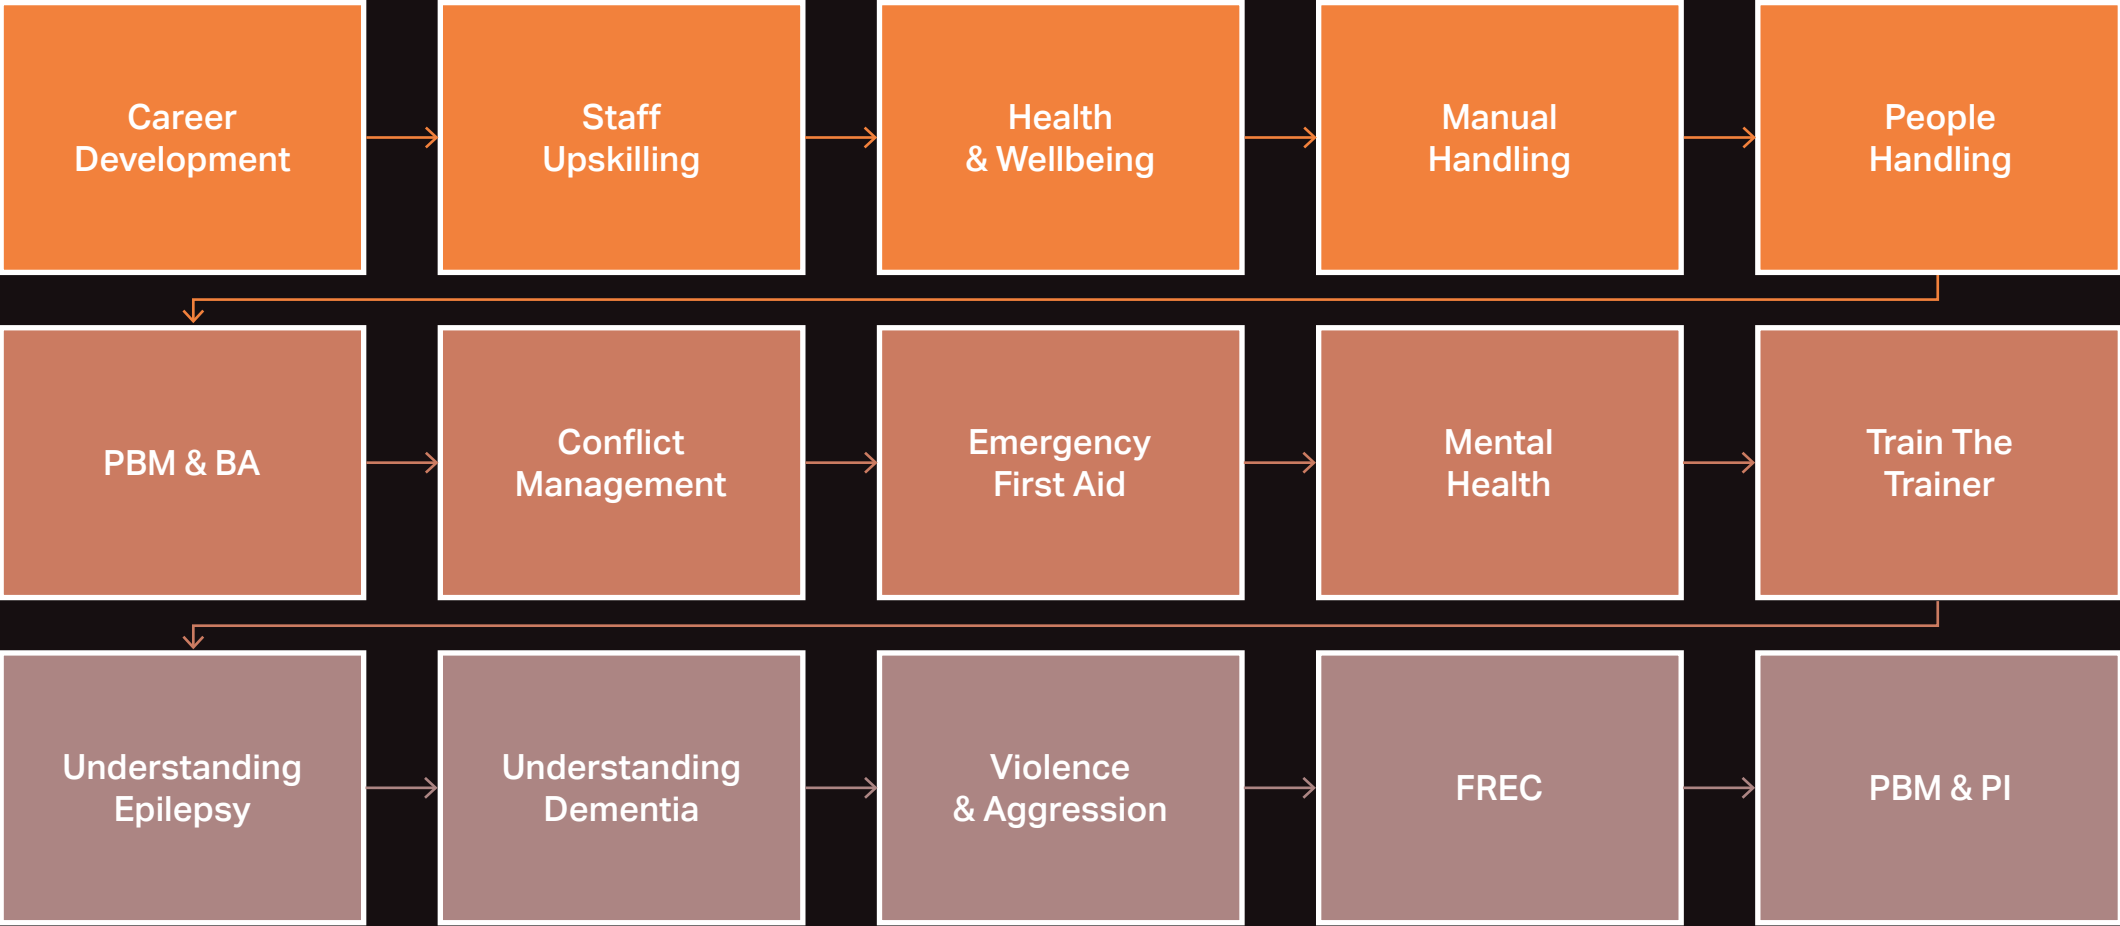 Career
Development
Staff
Upskilling
Health
& Wellbeing
Manual
Handling
People
Handling
PBM & BA
Conflict
Management
Emergency
First Aid
Mental
Health
Train The
Trainer
Understanding
Epilepsy
Understanding
Dementia
Violence
& Aggression
FREC
PBM & PI